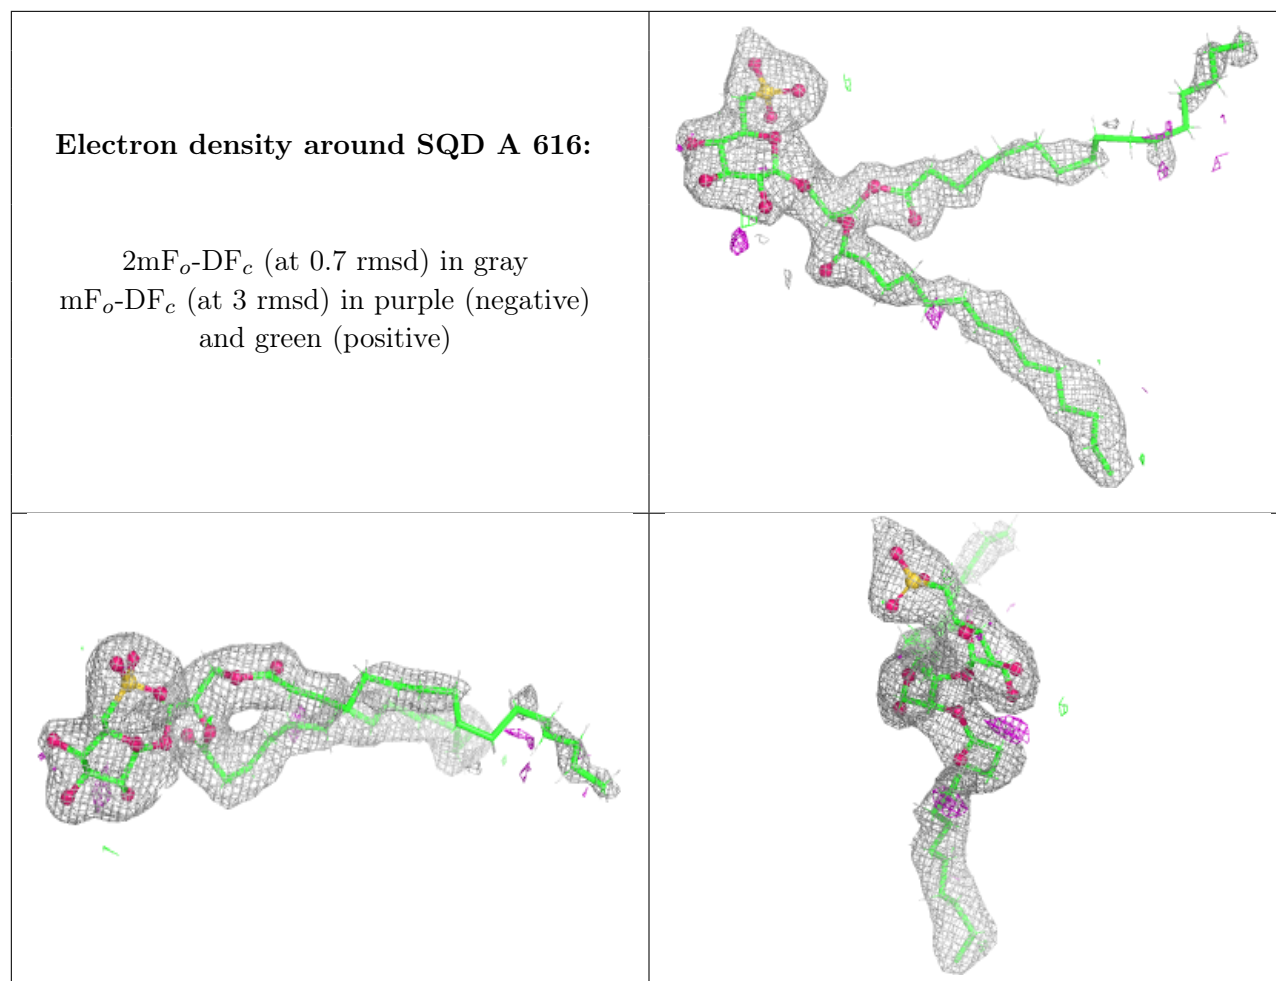 Electron density around SQD A 616:
2mFₒ-DF𝒸 (at 0.7 rmsd) in gray
mFₒ-DF𝒸 (at 3 rmsd) in purple (negative)
and green (positive)